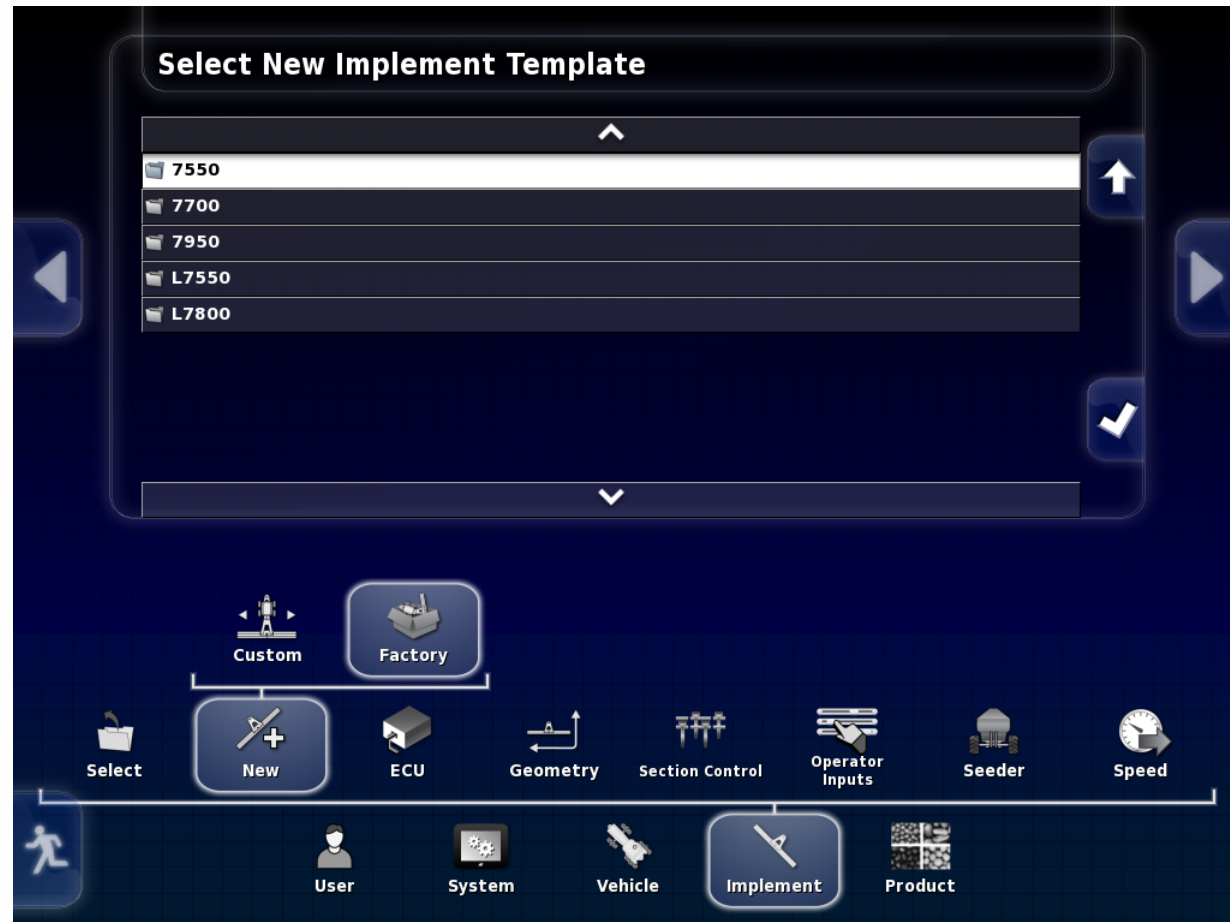 Select New Implement Template
7550
7700
7950
L7550
L7800
Custom
Factory
Select
New
ECU
Geometry
Section Control
Operator
Inputs
Seeder
Speed
User
System
Vehicle
Implement
Product